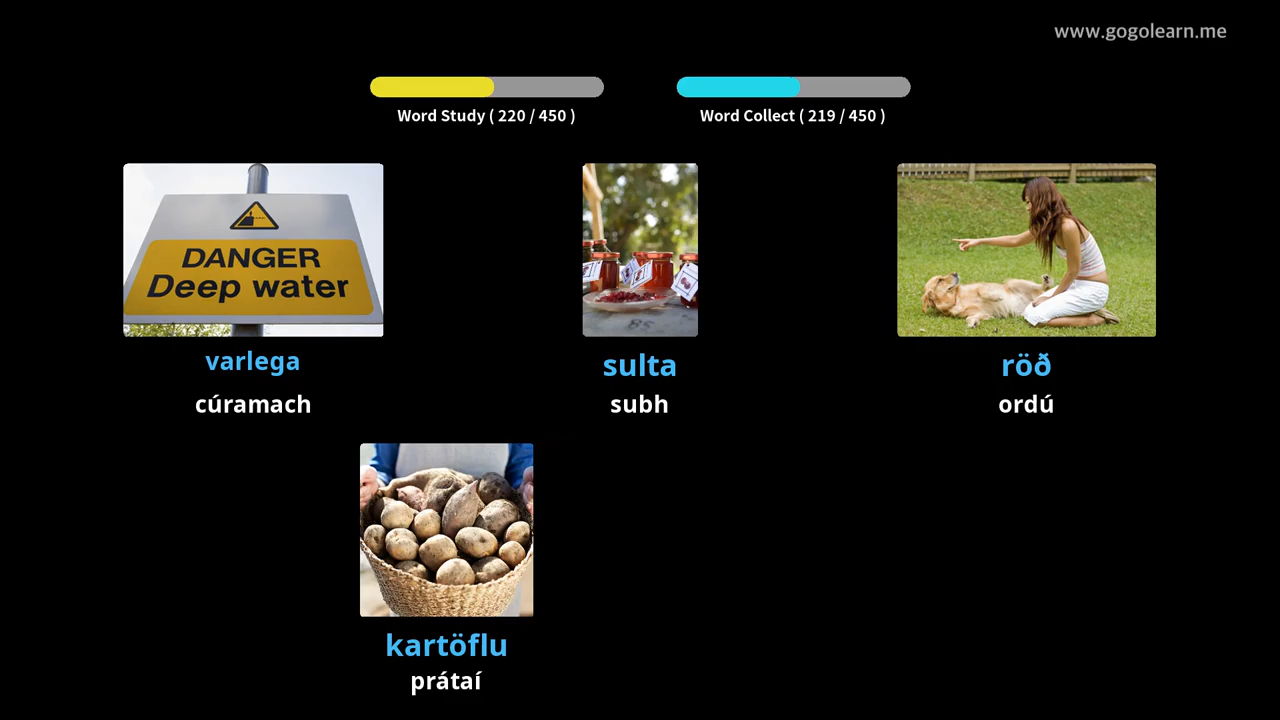 www.gogolearn.me
Word Study ( 220 / 450 )
Word Collect ( 219 / 450 )
DANGER
Deep water
varlega
cúramach
sulta
subh
röð
ordú
kartöflu
prátaí